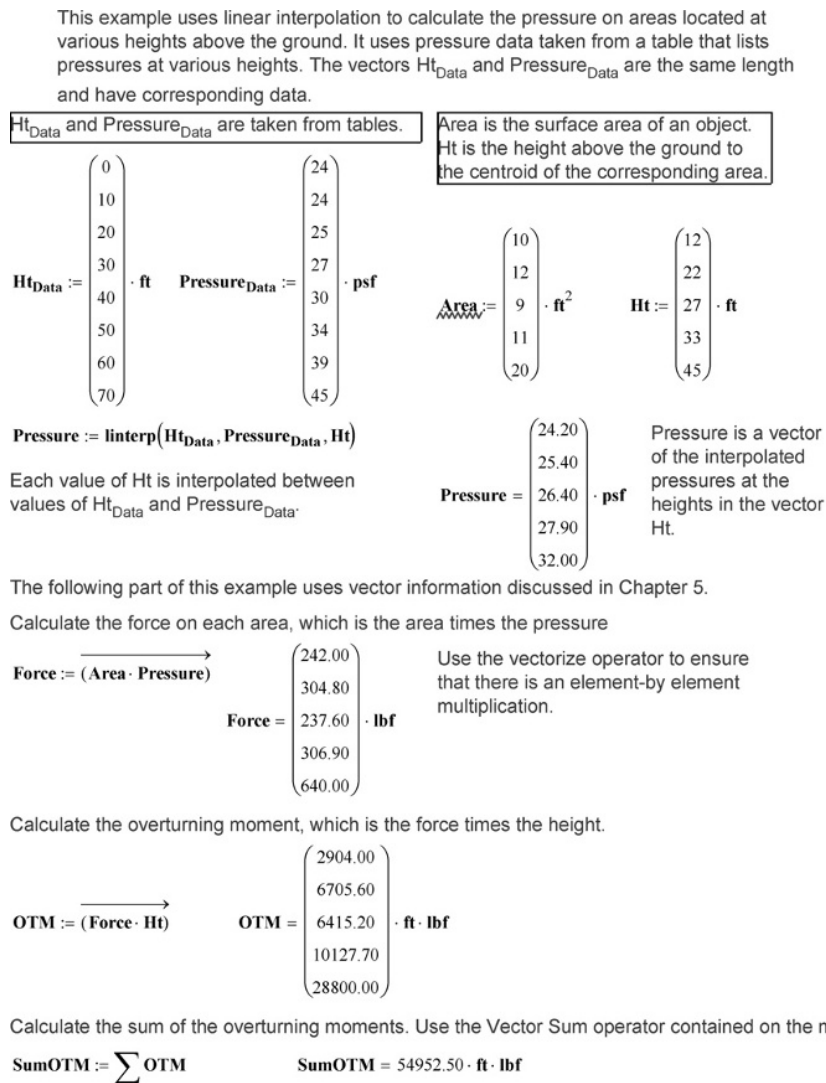 This example uses linear interpolation to calculate the pressure on areas located at
various heights above the ground. It uses pressure data taken from a table that lists
pressures at various heights. The vectors Ht_Data and Pressure_Data are the same length
and have corresponding data.
Ht_Data and Pressure_Data are taken from tables.
Area is the surface area of an object.
Ht is the height above the ground to
the centroid of the corresponding area.
Ht_Data := (0 10 20 30 40 50 60 70) · ft
Pressure_Data := (24 24 25 27 30 34 39 45) · psf
Area := (10 12 9 11 20) · ft^2
Ht := (12 22 27 33 45) · ft
Pressure := linterp(Ht_Data, Pressure_Data, Ht)
Each value of Ht is interpolated between
values of Ht_Data and Pressure_Data.
Pressure = (24.20 25.40 26.40 27.90 32.00) · psf
Pressure is a vector
of the interpolated
pressures at the
heights in the vector
Ht.
The following part of this example uses vector information discussed in Chapter 5.
Calculate the force on each area, which is the area times the pressure
Force := (Area · Pressure)
Force = (242.00 304.80 237.60 306.90 640.00) · lbf
Use the vectorize operator to ensure
that there is an element-by element
multiplication.
Calculate the overturning moment, which is the force times the height.
OTM := (Force · Ht)
OTM = (2904.00 6705.60 6415.20 10127.70 28800.00) · ft · lbf
Calculate the sum of the overturning moments. Use the Vector Sum operator contained on the
SumOTM := ∑ OTM
SumOTM = 54952.50 · ft · lbf